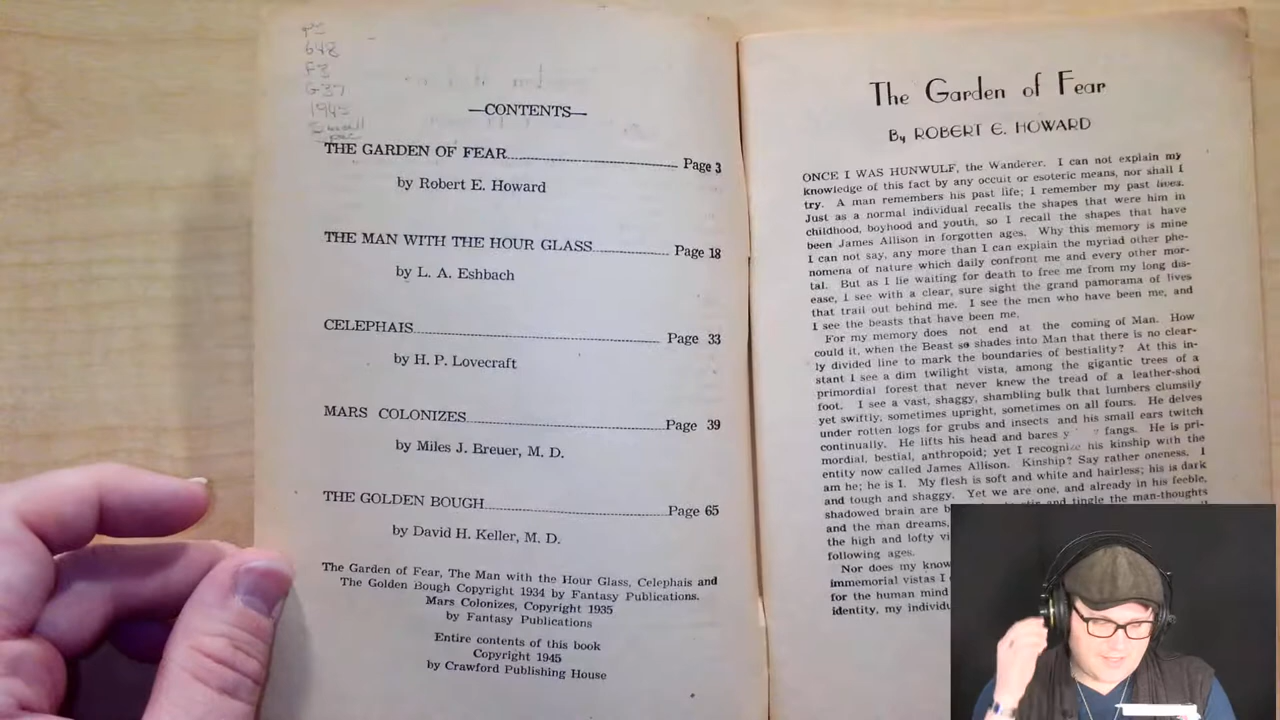 PS
648
F3
G37
1945
Small
—CONTENTS—
THE GARDEN OF FEAR Page 3
by Robert E. Howard
THE MAN WITH THE HOUR GLASS Page 18
by L. A. Eshbach
CELEPHAIS Page 33
by H. P. Lovecraft
MARS COLONIZES Page 39
by Miles J. Breuer, M. D.
THE GOLDEN BOUGH Page 65
by David H. Keller, M. D.
The Garden of Fear, The Man with the Hour Glass, Celephais and
The Golden Bough Copyright 1934 by Fantasy Publications.
Mars Colonizes, Copyright 1935
by Fantasy Publications
Entire contents of this book
Copyright 1945
by Crawford Publishing House
The Garden of Fear
By ROBERT E. HOWARD
ONCE I WAS HUNWULF, the Wanderer. I can not explain my
knowledge of this fact by any occult or esoteric means, nor shall I
try. A man remembers his past life; I remember my past lives.
Just as a normal individual recalls the shapes that were him in
childhood, boyhood and youth, so I recall the shapes that have
been James Allison in forgotten ages. Why this memory is mine
I can not say, any more than I can explain the myriad other phe-
nomena of nature which daily confront me and every other mor-
tal. But as I lie waiting for death to free me from my long dis-
ease, I see with a clear, sure sight the grand pamorama of lives
that trail out behind me. I see the men who have been me, and
I see the beasts that have been me.
For my memory does not end at the coming of Man. How
could it, when the Beast so shades into Man that there is no clear-
ly divided line to mark the boundaries of bestiality? At this in-
stant I see a dim twilight vista, among the gigantic trees of a
primordial forest that never knew the tread of a leather-shod
foot. I see a vast, shaggy, shambling bulk that lumbers clumsily
yet swiftly, sometimes upright, sometimes on all fours. He delves
under rotten logs for grubs and insects and his small ears twitch
continually. He lifts his head and bares fangs. He is pri-
mordial, bestial, anthropoid; yet I recognize his kinship with the
entity now called James Allison. Kinship? Say rather oneness. I
am he; he is I. My flesh is soft and white and hairless; his is dark
and tough and shaggy. Yet we are one, and already in his feeble,
shadowed brain are and tingle the man-thoughts
and the man dreams,
the high and lofty
following ages.
Nor does my know
immemorial vistas I
for the human mind
identity, my individu